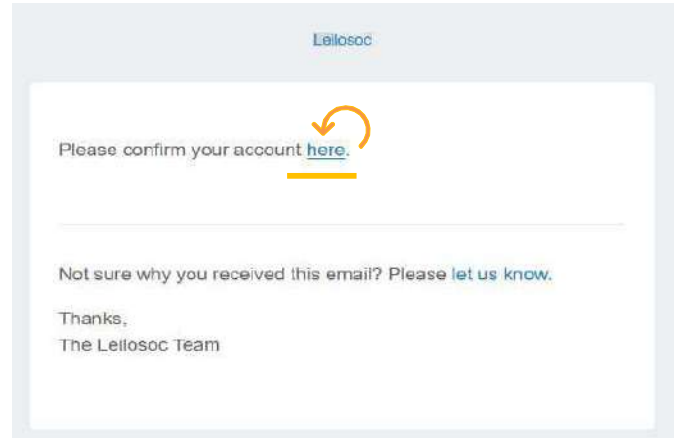 Leilosoc
Please confirm your account here.
Not sure why you received this email? Please let us know.
Thanks,
The Leilosoc Team